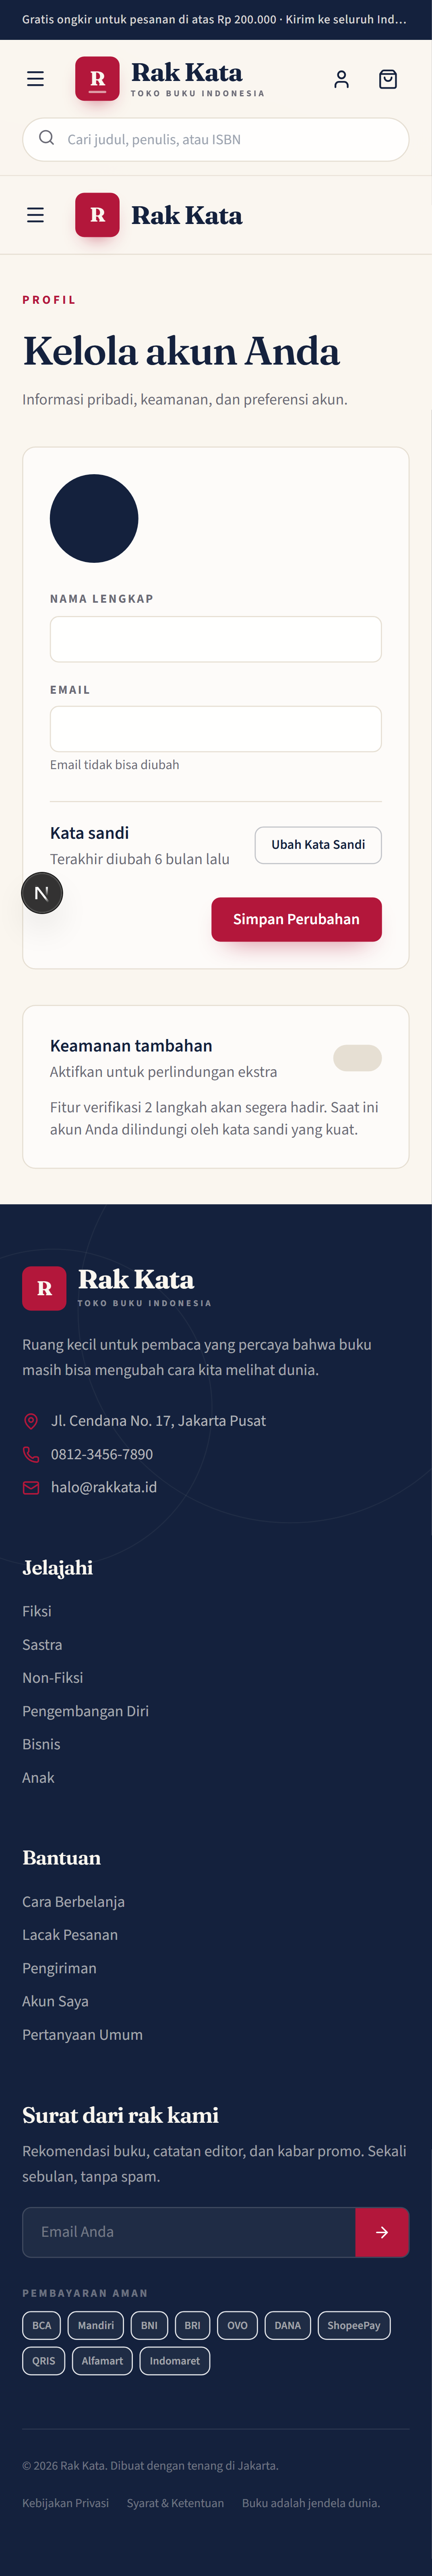 Gratis ongkir untuk pesanan di atas Rp 200.000 · Kirim ke seluruh Ind...
R
Rak Kata
TOKO BUKU INDONESIA
Cari judul, penulis, atau ISBN
R
Rak Kata
PROFIL
Kelola akun Anda
Informasi pribadi, keamanan, dan preferensi akun.
NAMA LENGKAP
EMAIL
Email tidak bisa diubah
Kata sandi
Terakhir diubah 6 bulan lalu
Ubah Kata Sandi
N
Simpan Perubahan
Keamanan tambahan
Aktifkan untuk perlindungan ekstra
Fitur verifikasi 2 langkah akan segera hadir. Saat ini
akun Anda dilindungi oleh kata sandi yang kuat.
R
Rak Kata
TOKO BUKU INDONESIA
Ruang kecil untuk pembaca yang percaya bahwa buku
masih bisa mengubah cara kita melihat dunia.
Jl. Cendana No. 17, Jakarta Pusat
0812-3456-7890
halo@rakkata.id
Jelajahi
Fiksi
Sastra
Non-Fiksi
Pengembangan Diri
Bisnis
Anak
Bantuan
Cara Berbelanja
Lacak Pesanan
Pengiriman
Akun Saya
Pertanyaan Umum
Surat dari rak kami
Rekomendasi buku, catatan editor, dan kabar promo. Sekali
sebulan, tanpa spam.
Email Anda
PEMBAYARAN AMAN
BCA Mandiri BNI BRI OVO DANA ShopeePay
QRIS Alfamart Indomaret
© 2026 Rak Kata. Dibuat dengan tenang di Jakarta.
Kebijakan Privasi Syarat & Ketentuan Buku adalah jendela dunia.